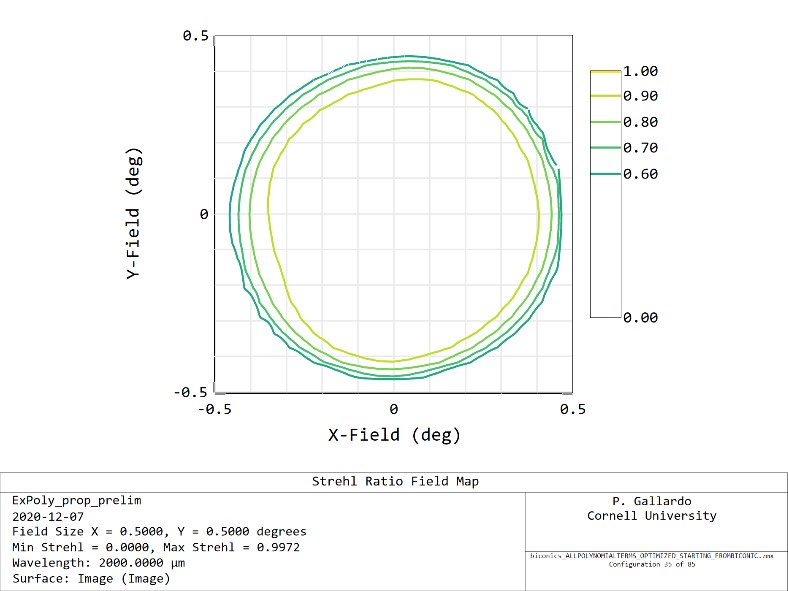 0.5
0
-0.5
Y-Field (deg)
-0.5 0 0.5
X-Field (deg)
1.00
0.90
0.80
0.70
0.60
0.00
Strehl Ratio Field Map
ExPoly_prop_prelim
2020-12-07
Field Size X = 0.5000, Y = 0.5000 degrees
Min Strehl = 0.0000, Max Strehl = 0.9972
Wavelength: 2000.0000 µm
Surface: Image (Image)
P. Gallardo
Cornell University
biconics_ALLPOLYNOMIALTERMS_OPTIMIZED_STARTING_FROMBICONIC.zmx
Configuration 35 of 85